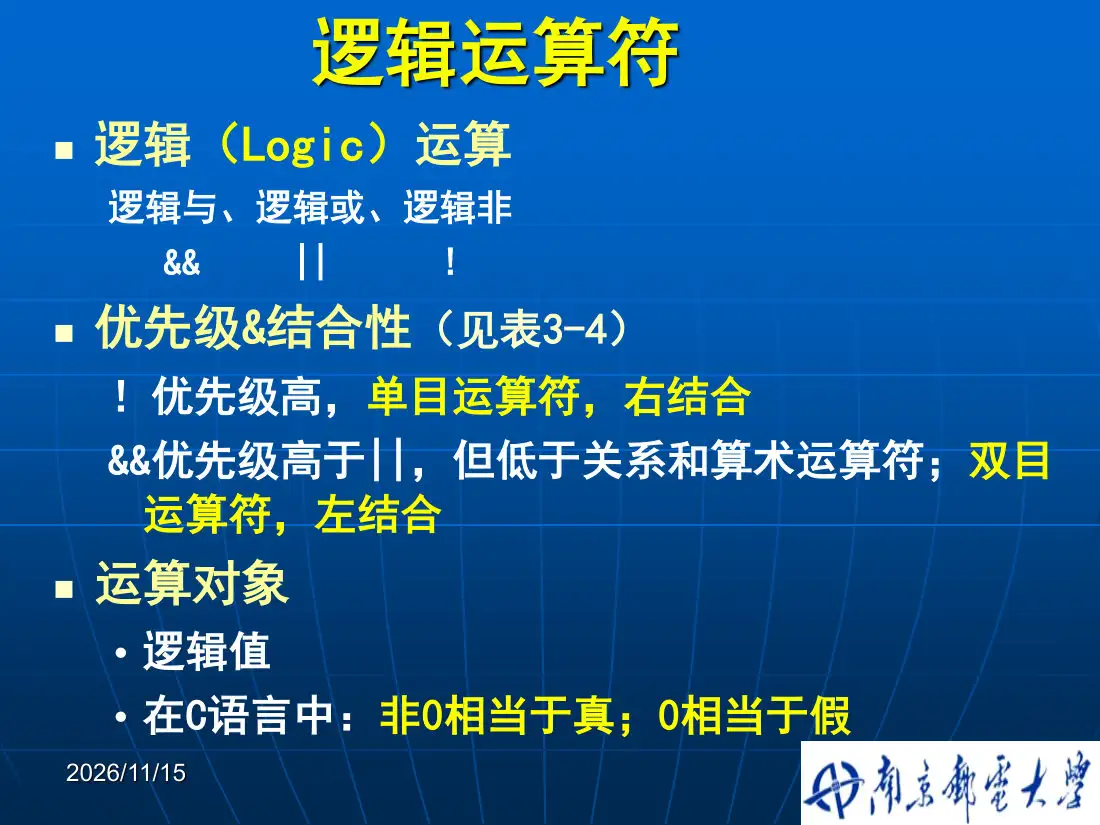 逻辑运算符
逻辑（Logic）运算
逻辑与、逻辑或、逻辑非
&& || !
优先级&结合性（见表3-4）
! 优先级高，单目运算符，右结合
&&优先级高于||，但低于关系和算术运算符；双目
运算符，左结合
运算对象
• 逻辑值
• 在C语言中：非0相当于真；0相当于假
2026/11/15
南京邮电大学